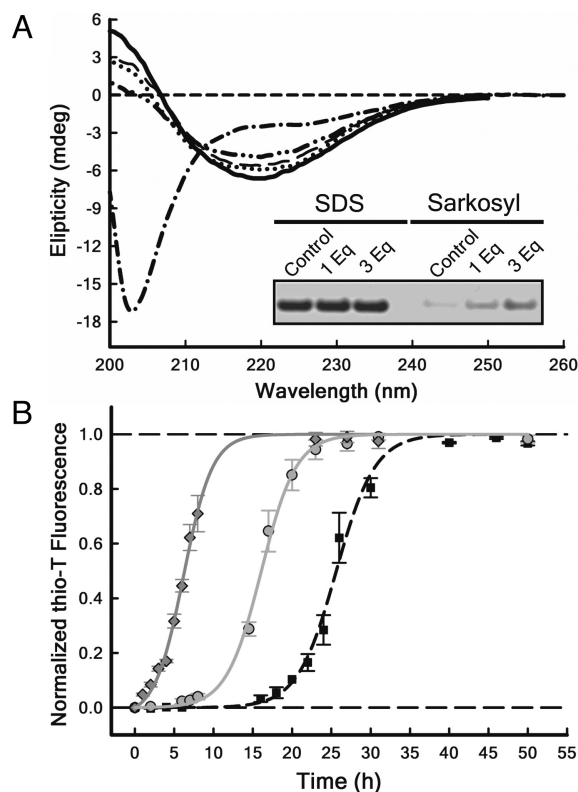 A
6
3
0
-3
-6
-9
-12
-15
-18
Elipticity (mdeg)
SDS Sarkosyl
Control 1 Eq 3 Eq Control 1 Eq 3 Eq
200 210 220 230 240 250 260
Wavelength (nm)
B
1.0
0.8
0.6
0.4
0.2
0.0
Normalized thio-T Fluorescence
0 5 10 15 20 25 30 35 40 45 50 55
Time (h)